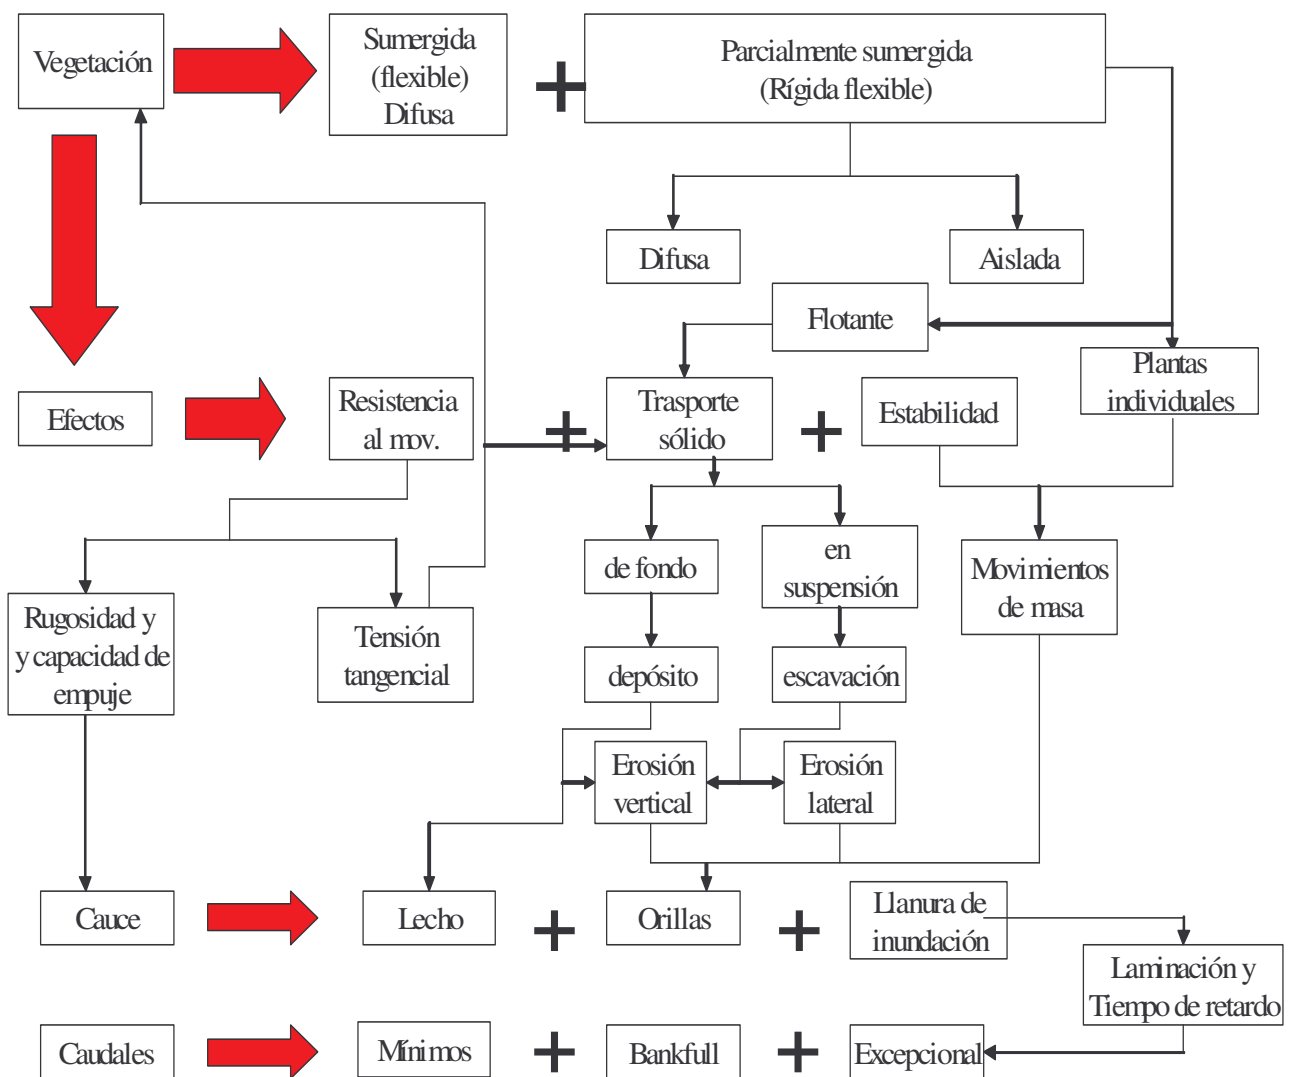 Vegetación
Sumergida
(flexible)
Difusa
+
Parcialmente sumergida
(Rígida flexible)
Difusa
Aislada
Flotante
Plantas
individuales
Efectos
Resistencia
al mov.
+
Trasporte
sólido
+
Estabilidad
de fondo
en
suspensión
Movimientos
de masa
Rugosidad y
y capacidad de
empuje
Tensión
tangencial
depósito
escavación
Erosión
vertical
Erosión
lateral
Cauce
Lecho
+
Orillas
+
Llanura de
inundación
Laminación y
Tiempo de retardo
Caudales
Mínimos
+
Bankfull
+
Excepcional